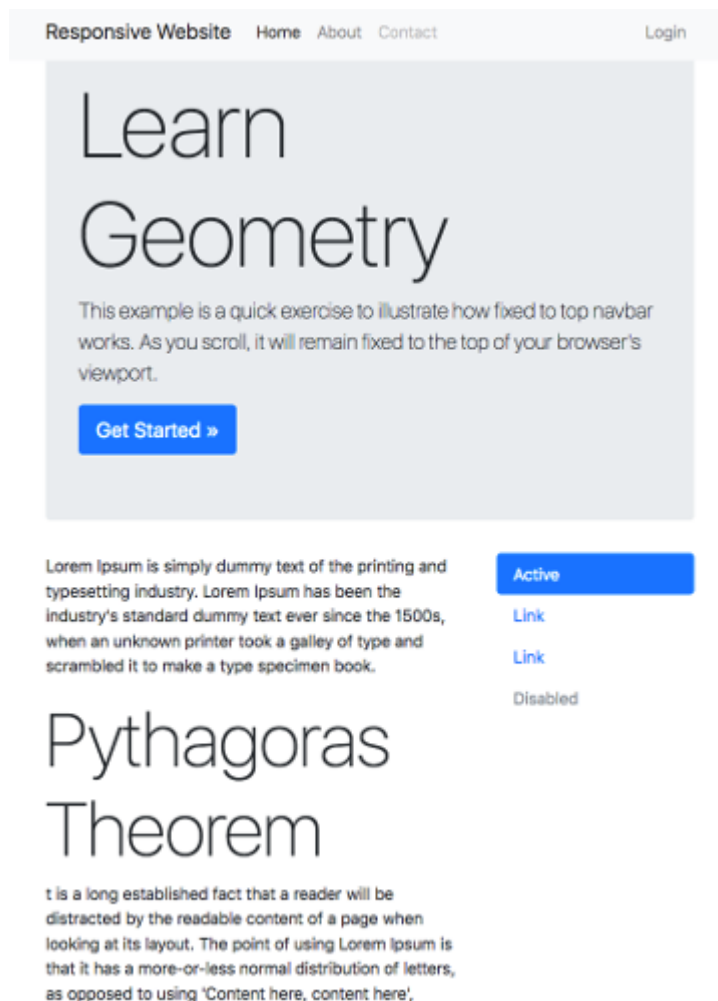 Responsive Website Home About Contact Login
Learn
Geometry
This example is a quick exercise to illustrate how fixed to top navbar
works. As you scroll, it will remain fixed to the top of your browser's
viewport.
Get Started »
Lorem Ipsum is simply dummy text of the printing and
typesetting industry. Lorem Ipsum has been the
industry's standard dummy text ever since the 1500s,
when an unknown printer took a galley of type and
scrambled it to make a type specimen book.
Active
Link
Link
Disabled
Pythagoras
Theorem
t is a long established fact that a reader will be
distracted by the readable content of a page when
looking at its layout. The point of using Lorem Ipsum is
that it has a more-or-less normal distribution of letters,
as opposed to using 'Content here, content here',